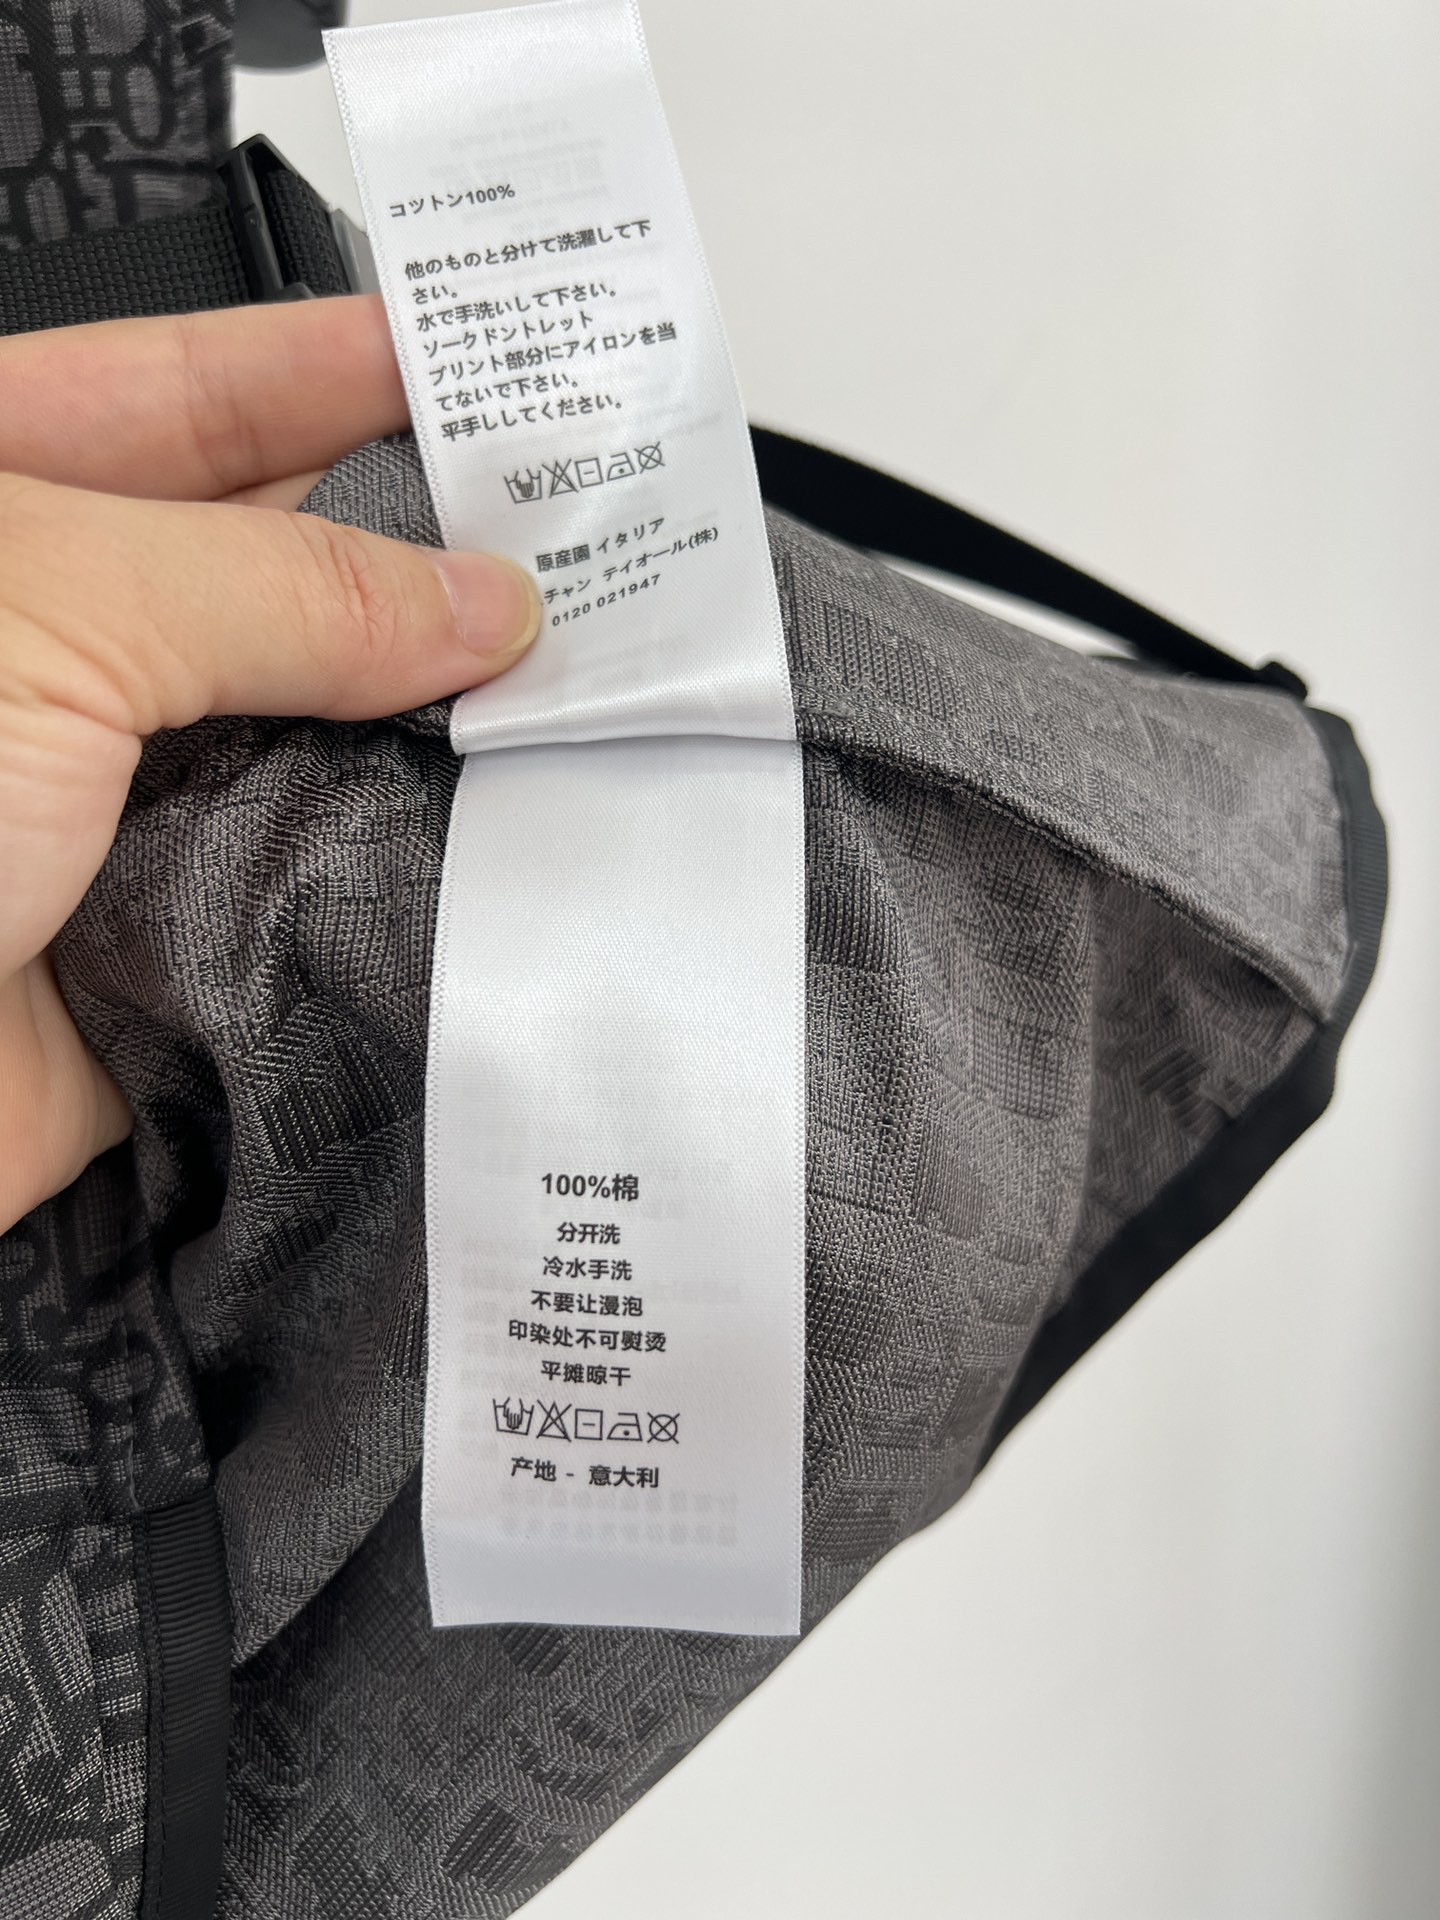 コツトン100%
他のものと分けて洗濯して下
さい。
水で手洗いして下さい。
ソークドントレット
プリント部分にアイロンを当
てないで下さい。
平手ししてください。
原産園 イタリア
チャン テイオール(株)
0120 021947
100%棉
分开洗
冷水手洗
不要让漫泡
印染处不可熨烫
平摊晾干
产地 - 意大利